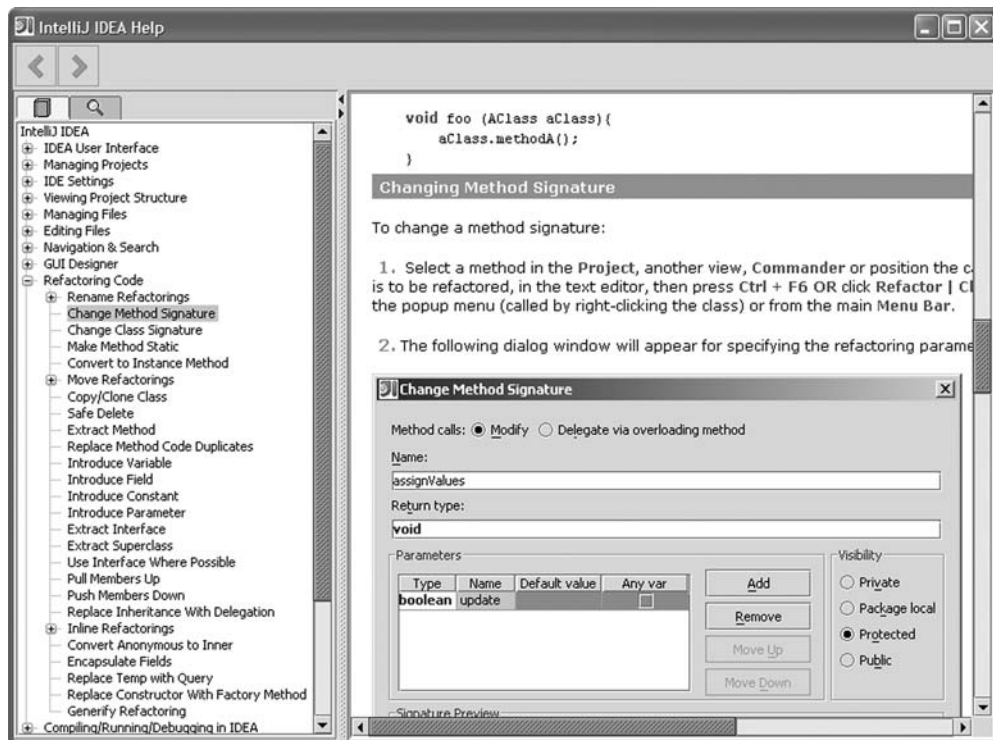 IntelliJ IDEA Help
IntelliJ IDEA
IDEA User Interface
Managing Projects
IDE Settings
Viewing Project Structure
Managing Files
Editing Files
Navigation & Search
GUI Designer
Refactoring Code
Rename Refactorings
Change Method Signature
Change Class Signature
Make Method Static
Convert to Instance Method
Move Refactorings
Copy/Clone Class
Safe Delete
Extract Method
Replace Method Code Duplicates
Introduce Variable
Introduce Field
Introduce Constant
Introduce Parameter
Extract Interface
Extract Superclass
Use Interface Where Possible
Pull Members Up
Push Members Down
Replace Inheritance With Delegation
Inline Refactorings
Convert Anonymous to Inner
Encapsulate Fields
Replace Temp with Query
Replace Constructor With Factory Method
Generify Refactoring
Compiling/Running/Debugging in IDEA
void foo (AClass aClass){
aClass.methodA();
}
Changing Method Signature
To change a method signature:
1. Select a method in the Project, another view, Commander or position the c
is to be refactored, in the text editor, then press Ctrl + F6 OR click Refactor | C
the popup menu (called by right-clicking the class) or from the main Menu Bar.
2. The following dialog window will appear for specifying the refactoring parame
Change Method Signature
Method calls: Modify Delegate via overloading method
Name:
assignValues
Return type:
void
Parameters
Type Name Default value Any var
boolean update
Add
Remove
Move Up
Move Down
Visibility
Private
Package local
Protected
Public
Signature Preview